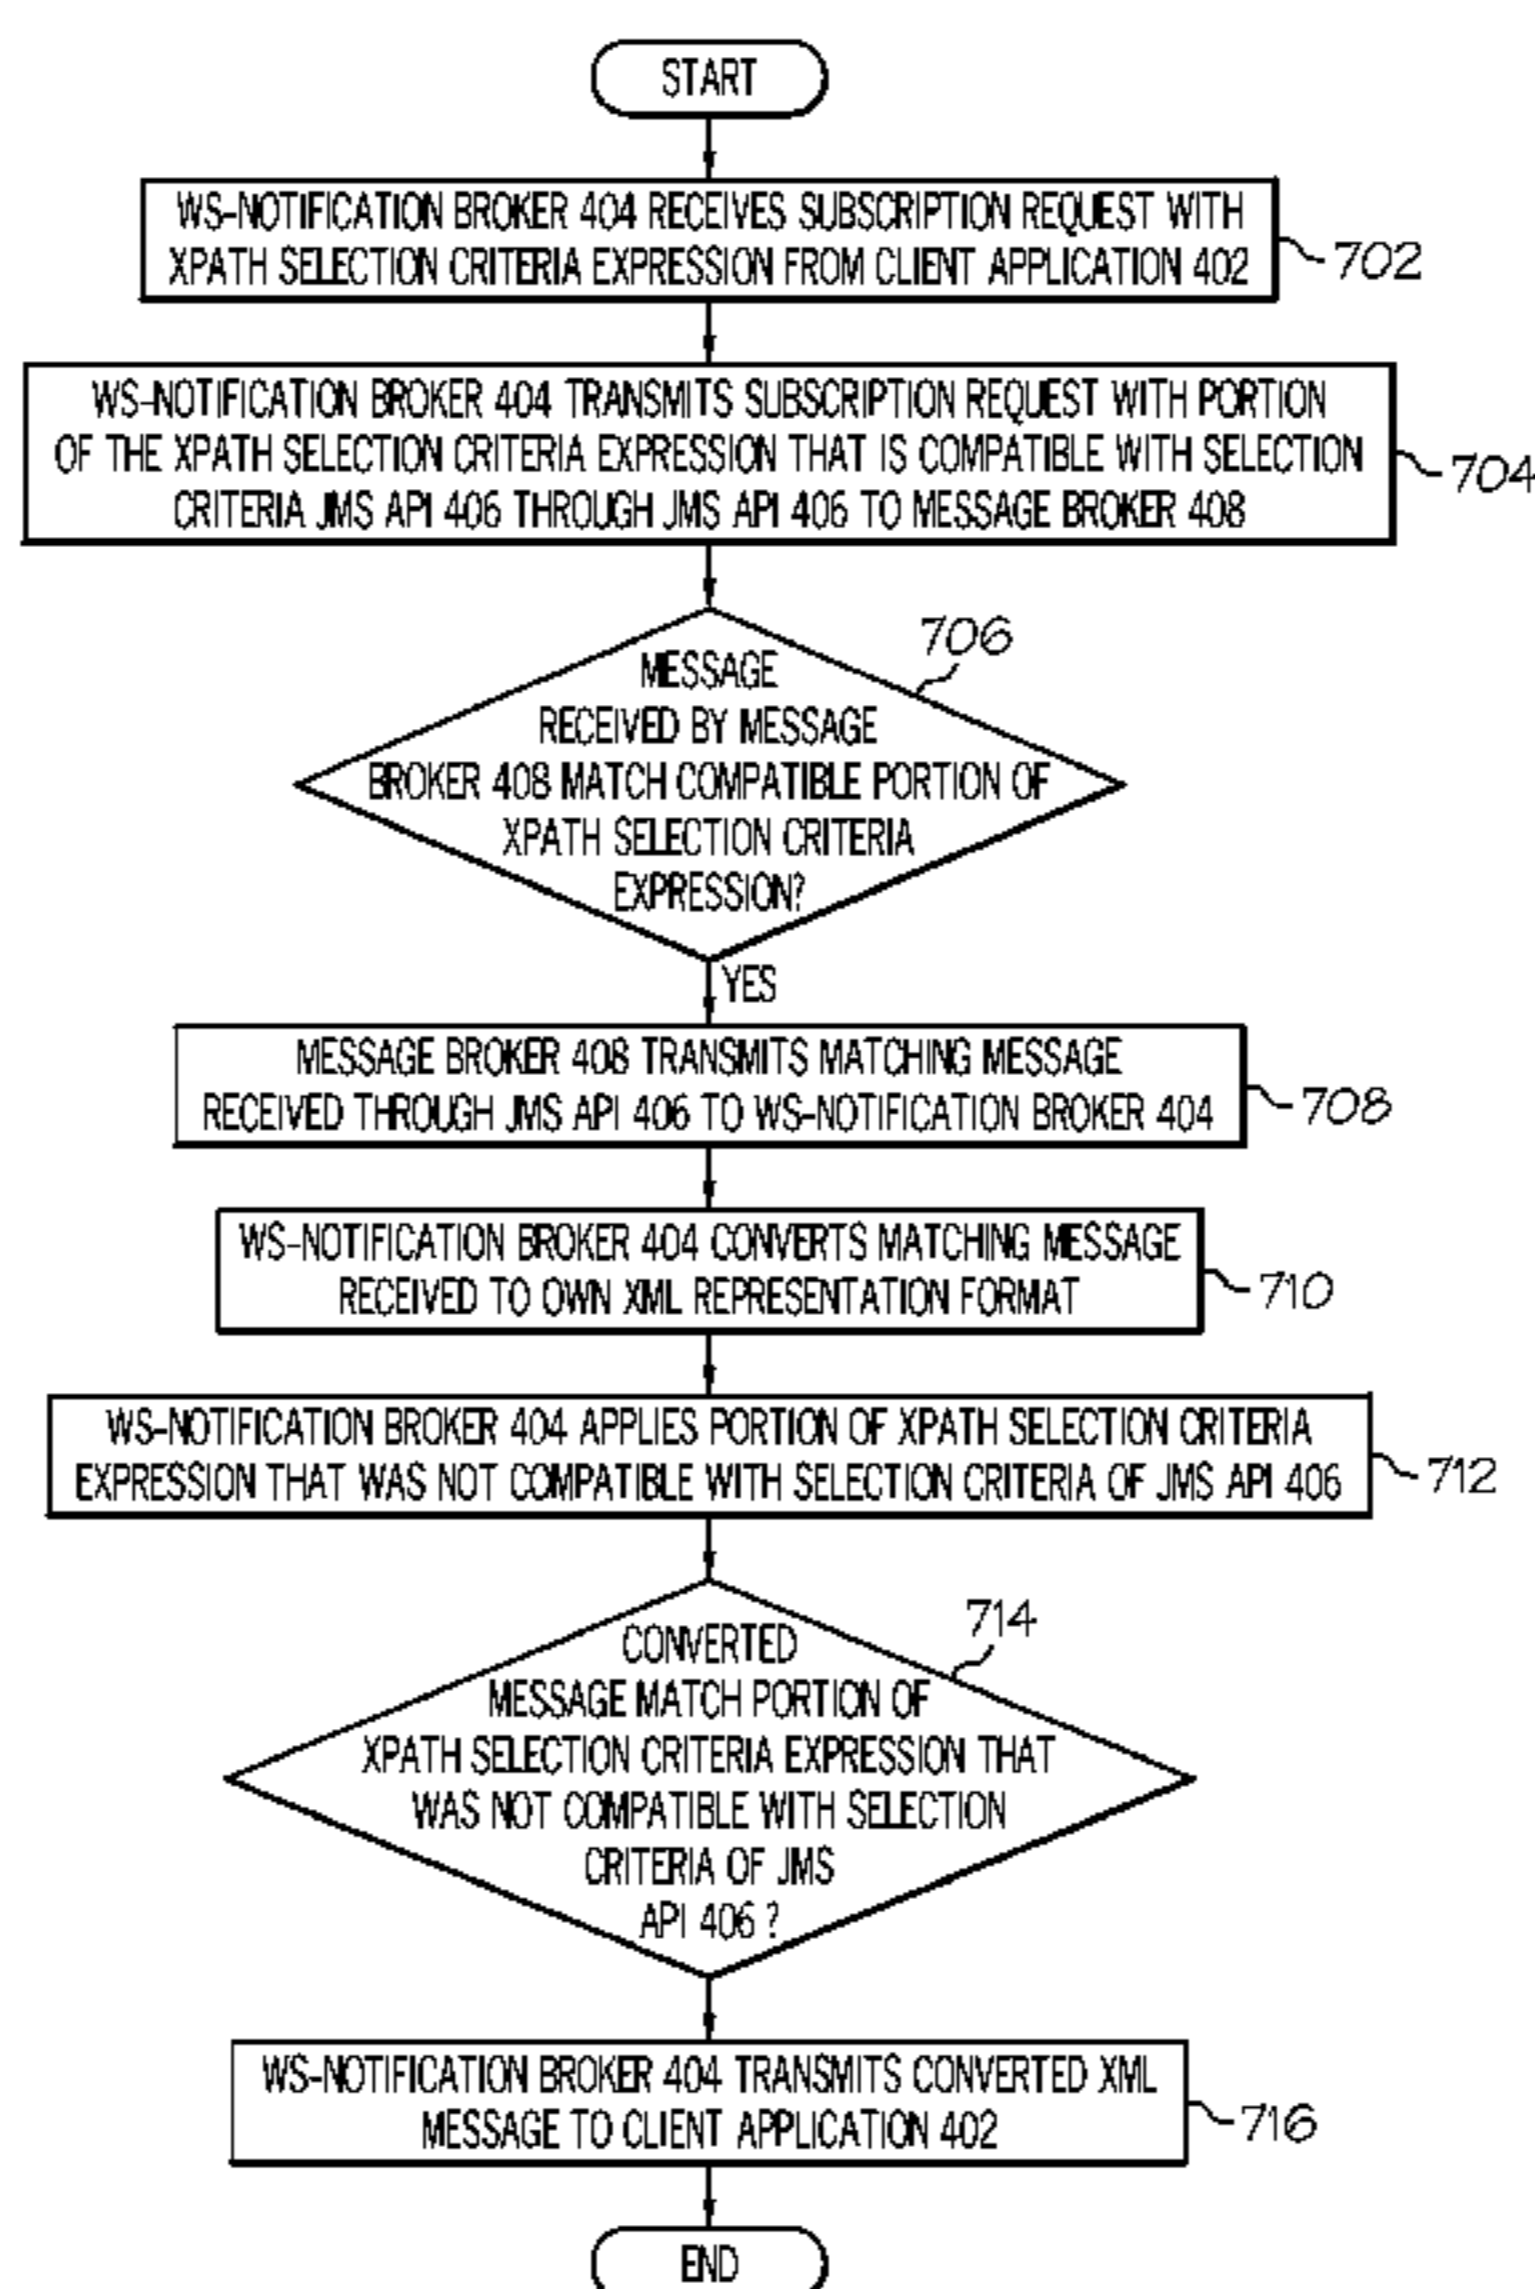 START
WS-NOTIFICATION BROKER 404 RECEIVES SUBSCRIPTION REQUEST WITH
XPATH SELECTION CRITERIA EXPRESSION FROM CLIENT APPLICATION 402
702
WS-NOTIFICATION BROKER 404 TRANSMITS SUBSCRIPTION REQUEST WITH PORTION
OF THE XPATH SELECTION CRITERIA EXPRESSION THAT IS COMPATIBLE WITH SELECTION
CRITERIA JMS API 406 THROUGH JMS API 406 TO MESSAGE BROKER 408
704
706
MESSAGE
RECEIVED BY MESSAGE
BROKER 408 MATCH COMPATIBLE PORTION OF
XPATH SELECTION CRITERIA
EXPRESSION?
YES
MESSAGE BROKER 408 TRANSMITS MATCHING MESSAGE
RECEIVED THROUGH JMS API 406 TO WS-NOTIFICATION BROKER 404
708
WS-NOTIFICATION BROKER 404 CONVERTS MATCHING MESSAGE
RECEIVED TO OWN XML REPRESENTATION FORMAT
710
WS-NOTIFICATION BROKER 404 APPLIES PORTION OF XPATH SELECTION CRITERIA
EXPRESSION THAT WAS NOT COMPATIBLE WITH SELECTION CRITERIA OF JMS API 406
712
714
CONVERTED
MESSAGE MATCH PORTION OF
XPATH SELECTION CRITERIA EXPRESSION THAT
WAS NOT COMPATIBLE WITH SELECTION
CRITERIA OF JMS
API 406 ?
WS-NOTIFICATION BROKER 404 TRANSMITS CONVERTED XML
MESSAGE TO CLIENT APPLICATION 402
716
END